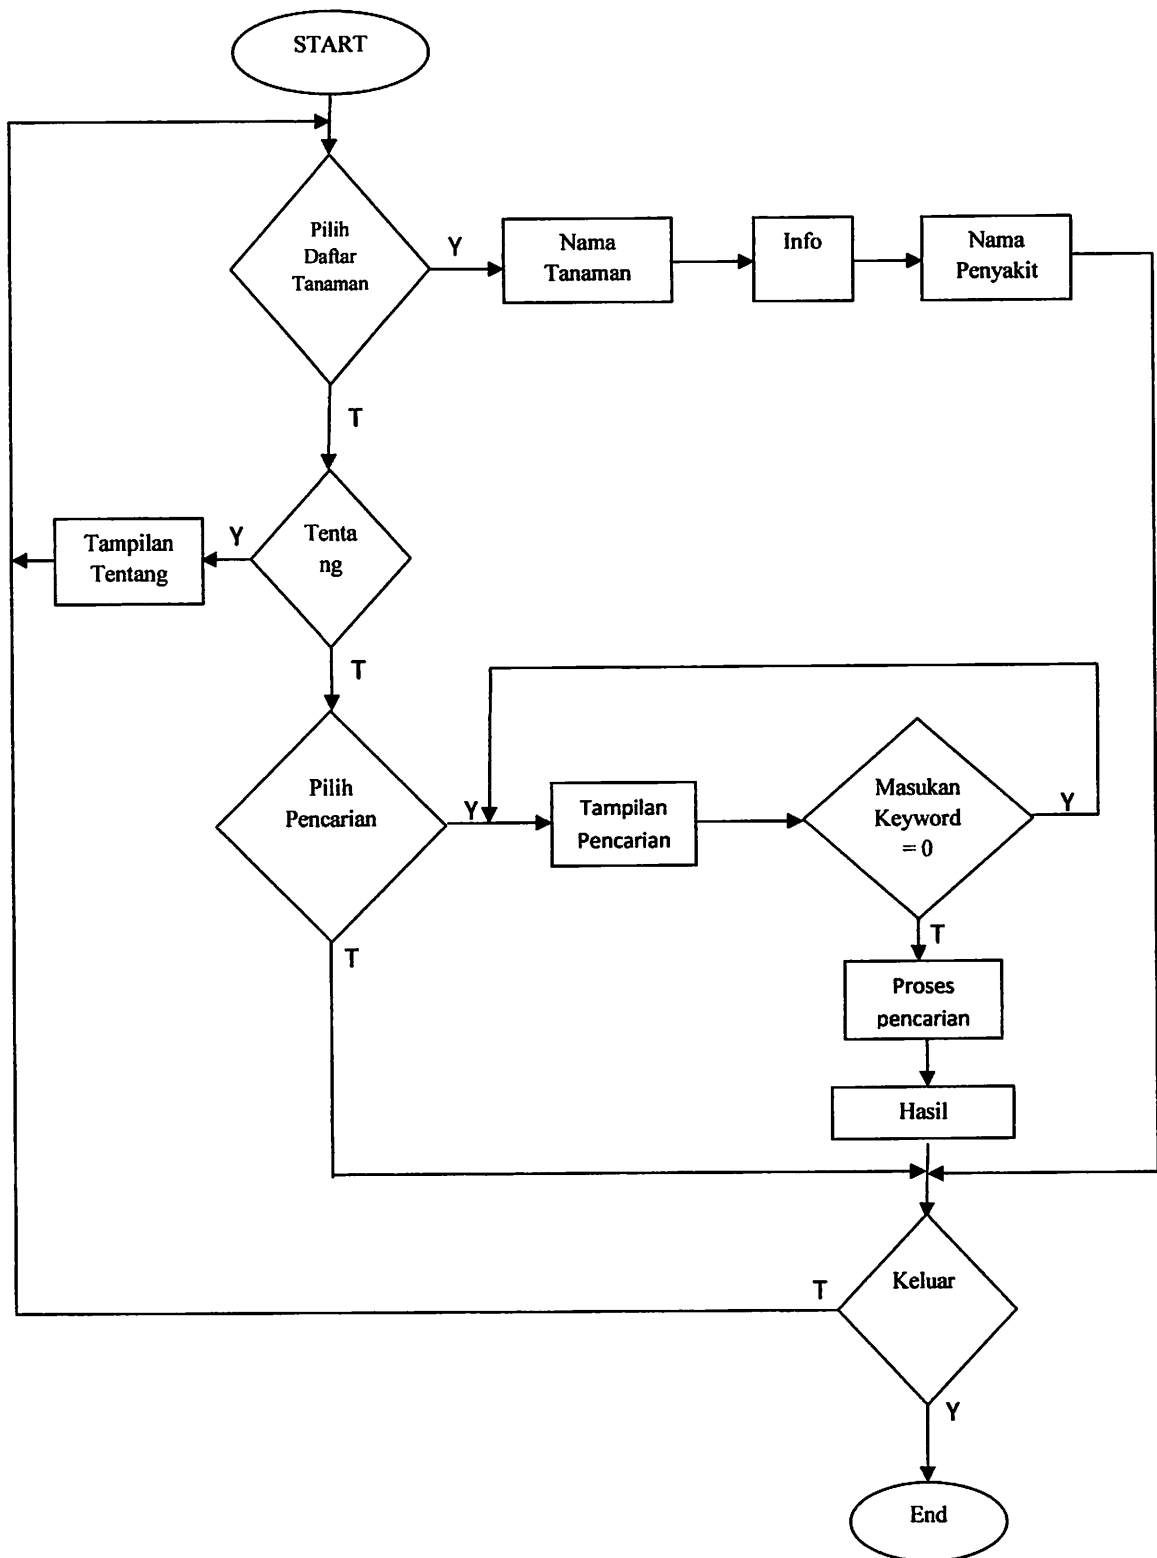 START
Pilih
Daftar
Tanaman
Y
Nama
Tanaman
Info
Nama
Penyakit
T
Tenta
ng
Y
Tampilan
Tentang
T
Pilih
Pencarian
Y
Tampilan
Pencarian
Masukan
Keyword
= 0
Y
T
T
Proses
pencarian
Hasil
Keluar
T
Y
End